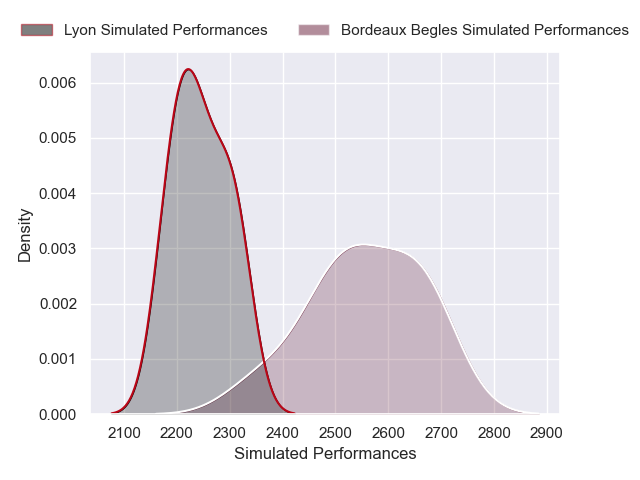 Lyon Simulated Performances
Bordeaux Begles Simulated Performances
0.006
0.005
0.004
0.003
0.002
0.001
0.000
Density
2100 2200 2300 2400 2500 2600 2700 2800 2900
Simulated Performances